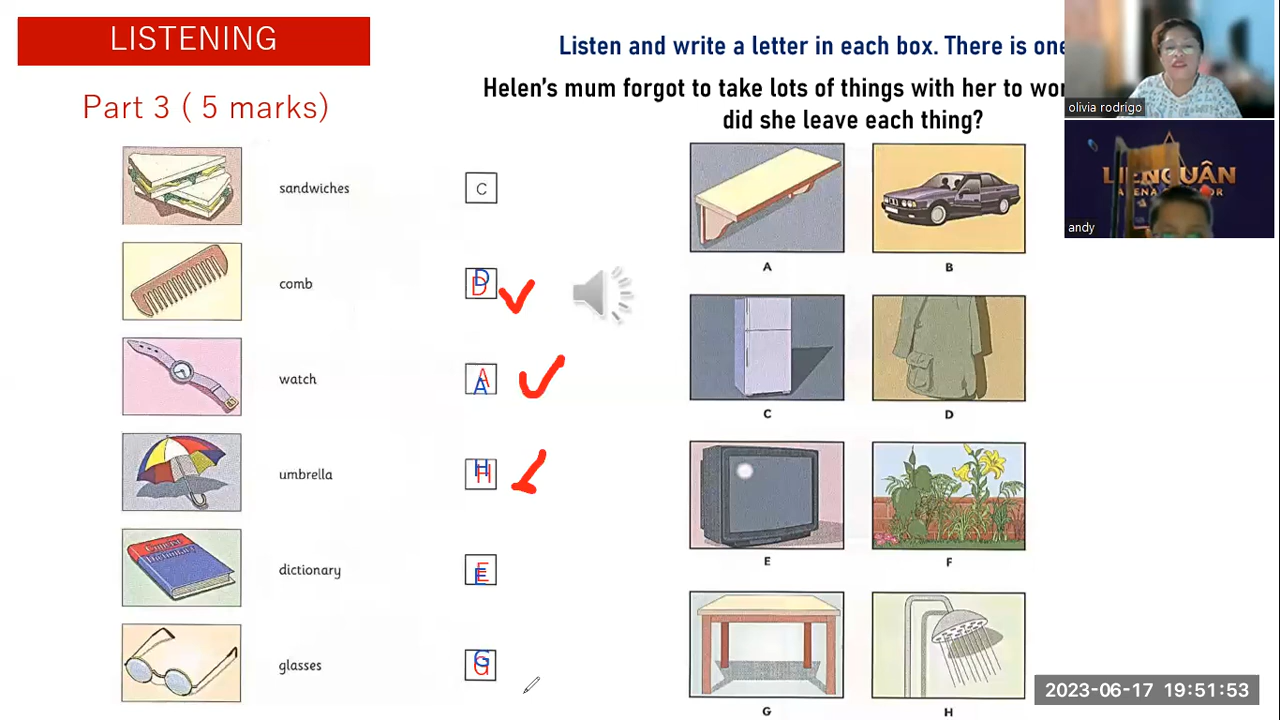 LISTENING
Part 3 ( 5 marks)
Listen and write a letter in each box. There is one
Helen's mum forgot to take lots of things with her to wor
did she leave each thing?
olivia rodrigo
LIÊNQUÂN
andy
sandwiches
C
comb
D
D
watch
A
A
umbrella
H
H
dictionary
E
E
glasses
G
G
A
B
C
D
E
F
G
H
2023-06-17 19:51:53